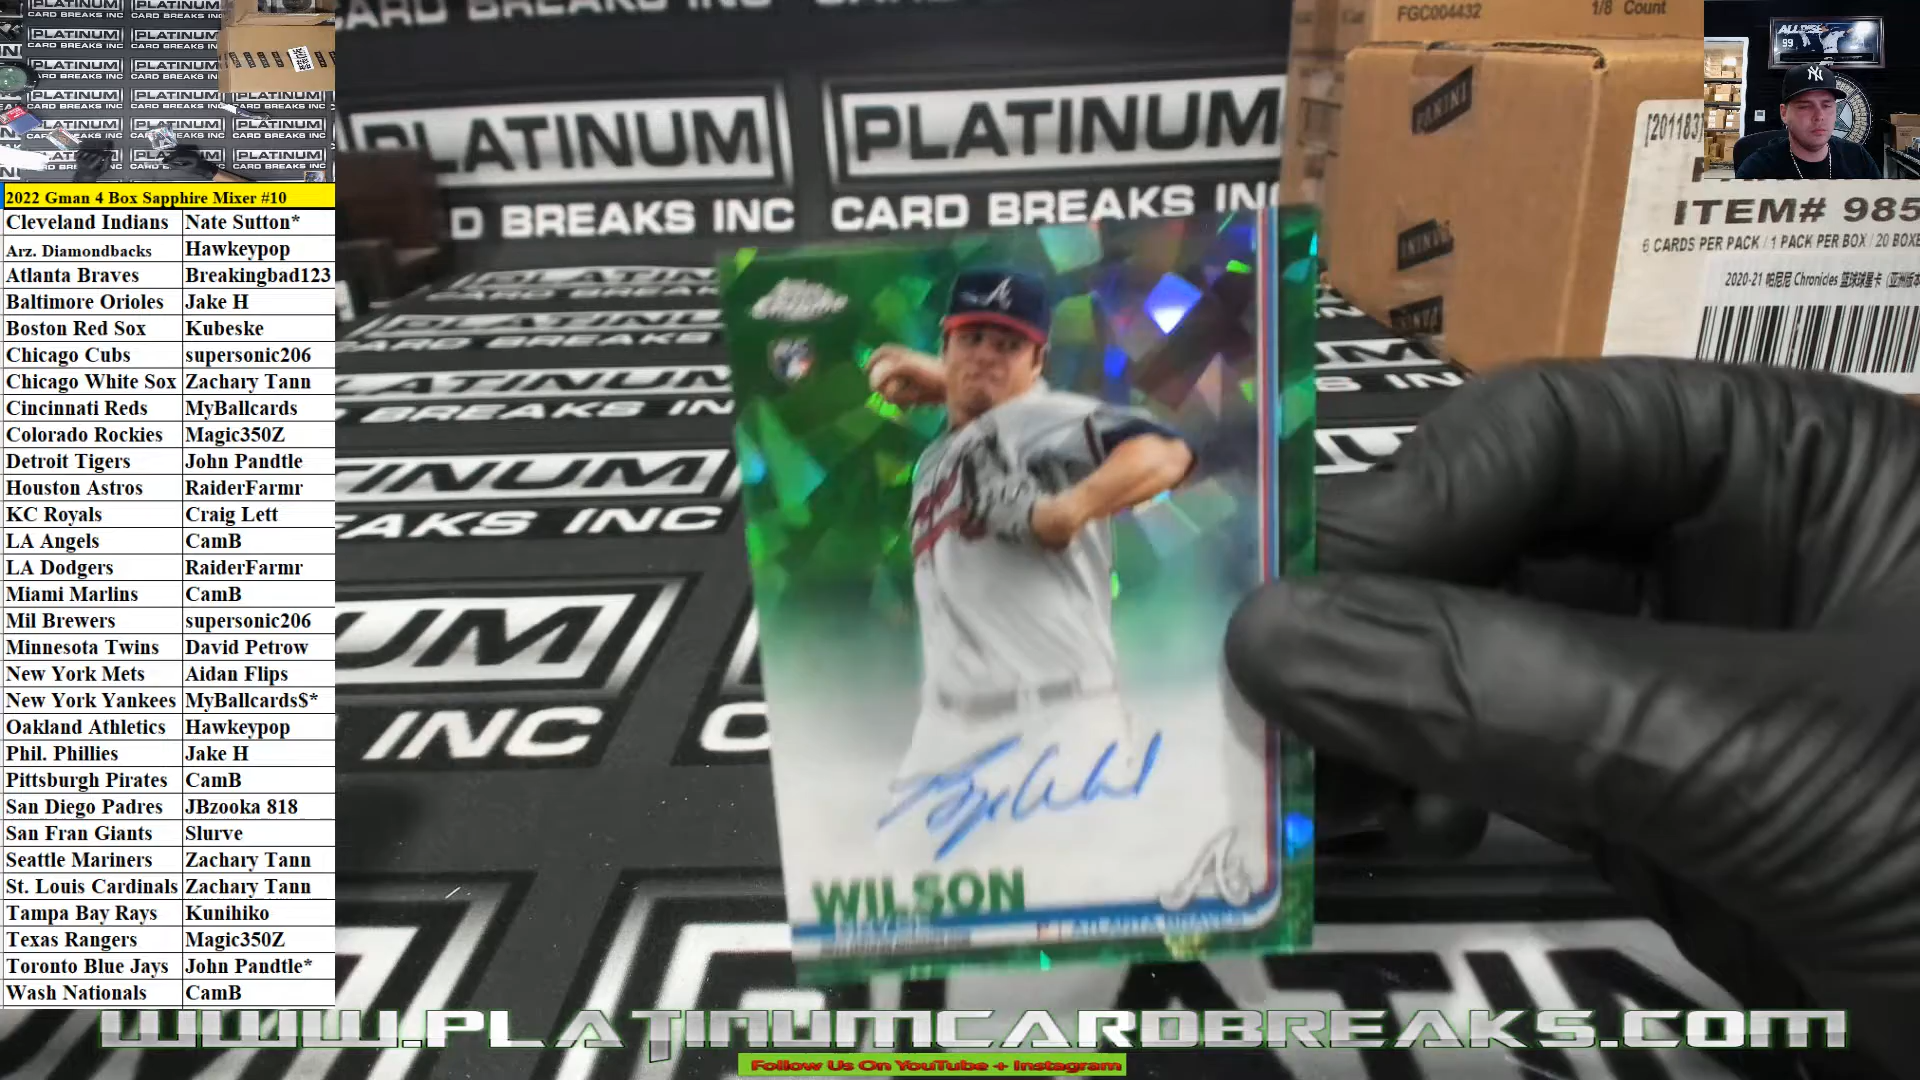 2022 Gman 4 Box Sapphire Mixer #10
Cleveland Indians Nate Sutton*
Arz. Diamondbacks Hawkeypop
Atlanta Braves Breakingbad123
Baltimore Orioles Jake H
Boston Red Sox Kubeske
Chicago Cubs supersonic206
Chicago White Sox Zachary Tann
Cincinnati Reds MyBallcards
Colorado Rockies Magic350Z
Detroit Tigers John Pandtle
Houston Astros RaiderFarmr
KC Royals Craig Lett
LA Angels CamB
LA Dodgers RaiderFarmr
Miami Marlins CamB
Mil Brewers supersonic206
Minnesota Twins David Petrow
New York Mets Aidan Flips
New York Yankees MyBallcards$*
Oakland Athletics Hawkeypop
Phil. Phillies Jake H
Pittsburgh Pirates CamB
San Diego Padres JBzooka 818
San Fran Giants Slurve
Seattle Mariners Zachary Tann
St. Louis Cardinals Zachary Tann
Tampa Bay Rays Kunihiko
Texas Rangers Magic350Z
Toronto Blue Jays John Pandtle*
Wash Nationals CamB
PLATINUM PLATINUM
D BREAKS INC CARD BREAKS INC
FGC004432 1/8 Count
PANINI
[201183]
ITEM# 985
6 CARDS PER PACK / 1 PACK PER BOX / 20 BOXE
2020-21 帕尼尼 Chronicles 篮球球星卡
WILSON
ATLANTA BRAVES
WWW.PLATINUMCARDBREAKS.COM
Follow Us On YouTube + Instagram